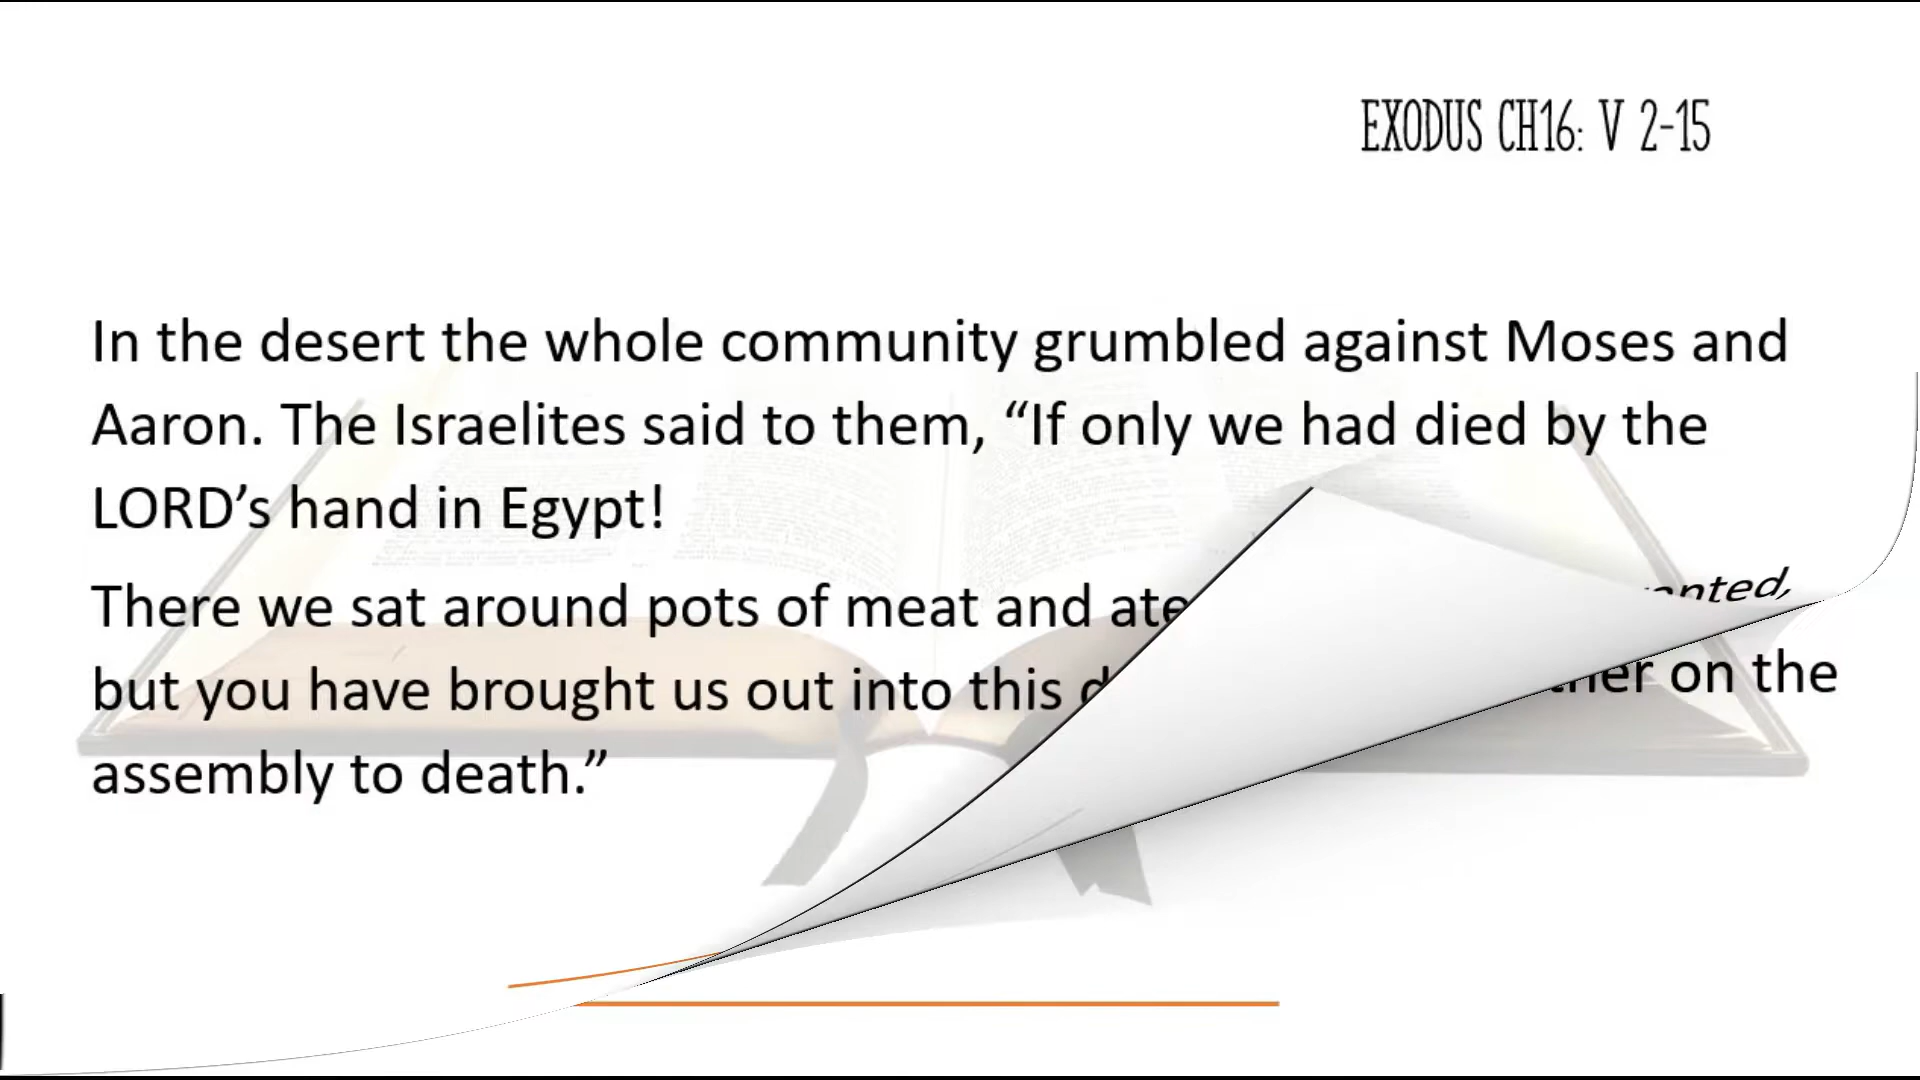 EXODUS CH16: V 2-15
In the desert the whole community grumbled against Moses and
Aaron. The Israelites said to them, “If only we had died by the
LORD’s hand in Egypt!
There we sat around pots of meat and ate
but you have brought us out into this
on the
assembly to death.”